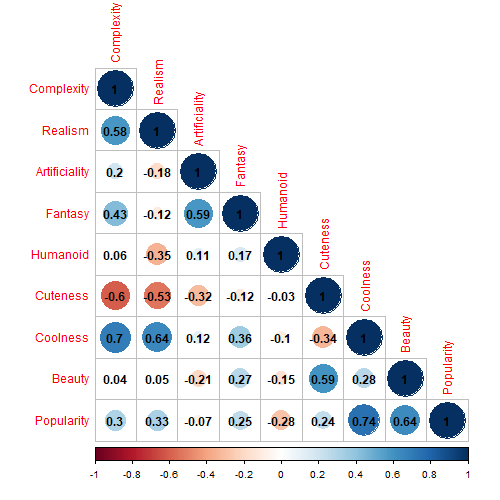 Complexity
Realism
Artificiality
Fantasy
Humanoid
Cuteness
Coolness
Beauty
Popularity
Complexity 1
Realism 0.58 1
Artificiality 0.2 -0.18 1
Fantasy 0.43 -0.12 0.59 1
Humanoid 0.06 -0.35 0.11 0.17 1
Cuteness -0.6 -0.53 -0.32 -0.12 -0.03 1
Coolness 0.7 0.64 0.12 0.36 -0.1 -0.34 1
Beauty 0.04 0.05 -0.21 0.27 -0.15 0.59 0.28 1
Popularity 0.3 0.33 -0.07 0.25 -0.28 0.24 0.74 0.64 1
-1 -0.8 -0.6 -0.4 -0.2 0 0.2 0.4 0.6 0.8 1